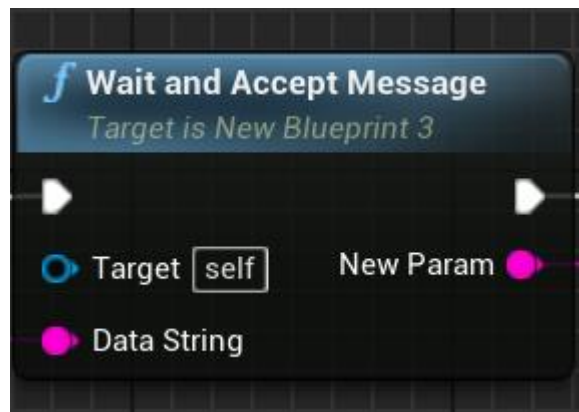 f Wait and Accept Message
Target is New Blueprint 3
Target self New Param
Data String